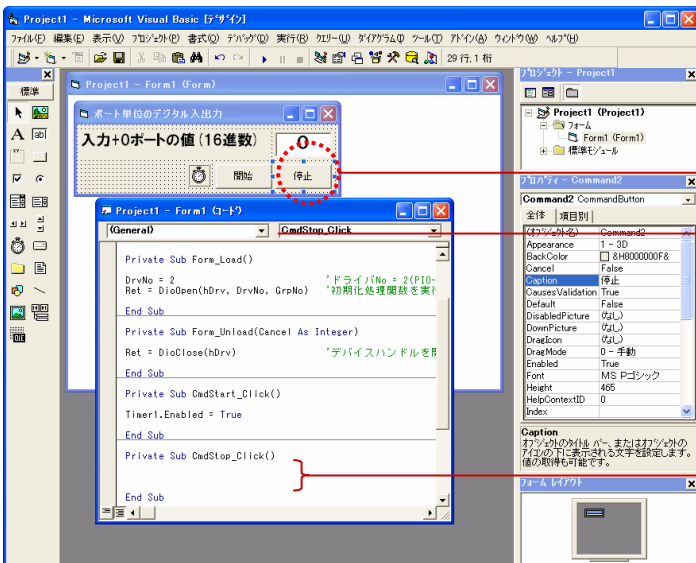 Project1 - Microsoft Visual Basic [デザイン]
ファイル(F) 編集(E) 表示(V) プロジェクト(P) 書式(O) デバッグ(D) 実行(R) クエリー(U) ダイアグラム(I) ツール(T) アドイン(A) ウィンドウ(W) ヘルプ(H)
29 行, 1 桁
標準
Project1 - Form1 (Form)
ポート単位のデジタル入出力
入力+0ポートの値(16進数)
0
開始
停止
Project1 - Form1 (コード)
(General)
CmdStop_Click
Private Sub Form_Load()
DrvNo = 2 'ドライバNo = 2(PIO-
Ret = DioOpen(hDrv, DrvNo, GrpNo) '初期化処理関数を実行
End Sub
Private Sub Form_Unload(Cancel As Integer)
Ret = DioClose(hDrv) 'デバイスハンドルを開
End Sub
Private Sub CmdStart_Click()
Timer1.Enabled = True
End Sub
Private Sub CmdStop_Click()
End Sub
プロジェクト - Project1
Project1 (Project1)
フォーム
Form1 (Form1)
標準モジュール
プロパティ - Command2
Command2 CommandButton
全体 項目別
(オブジェクト名) Command2
Appearance 1 - 3D
BackColor &H8000000F&
Cancel False
Caption 停止
CausesValidation True
Default False
DisabledPicture (なし)
DownPicture (なし)
DragIcon (なし)
DragMode 0 - 手動
Enabled True
Font MS Pゴシック
Height 465
HelpContextID 0
Index
Caption
オブジェクトのタイトル バー、またはオブジェクトの
アイコンの下に表示される文字を設定します。
値の取得も可能です。
フォーム レイアウト